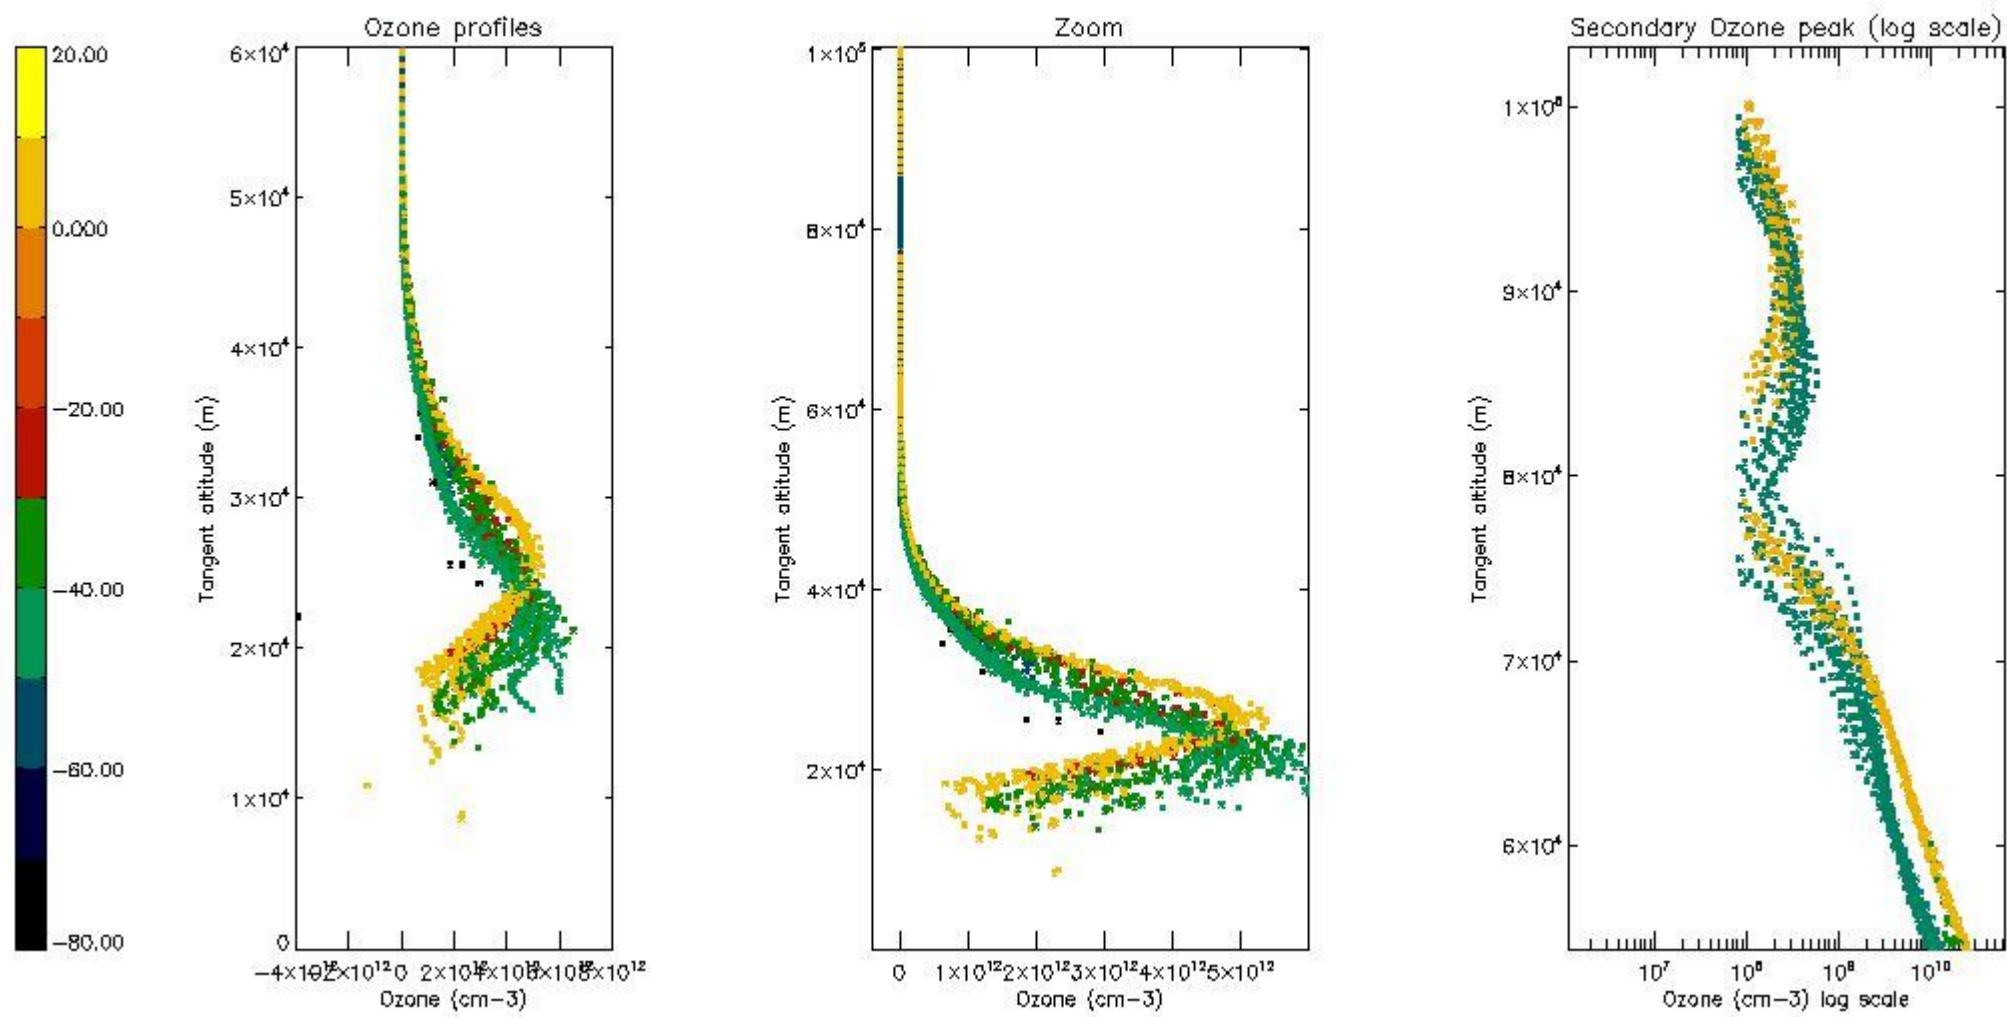 Ozone profiles
Zoom
Secondary Ozone peak (log scale)
20.00
0.000
-20.00
-40.00
-60.00
-80.00
6×10⁴
5×10⁴
4×10⁴
3×10⁴
2×10⁴
1×10⁴
0
Tangent altitude (m)
0
Ozone (cm-3)
1×10⁵
8×10⁴
6×10⁴
4×10⁴
2×10⁴
Tangent altitude (m)
0 1×10¹² 2×10¹² 3×10¹² 4×10¹² 5×10¹²
Ozone (cm-3)
9×10⁴
8×10⁴
7×10⁴
6×10⁴
Tangent altitude (m)
10⁷ 10⁸ 10⁹ 10¹⁰
Ozone (cm-3) log scale